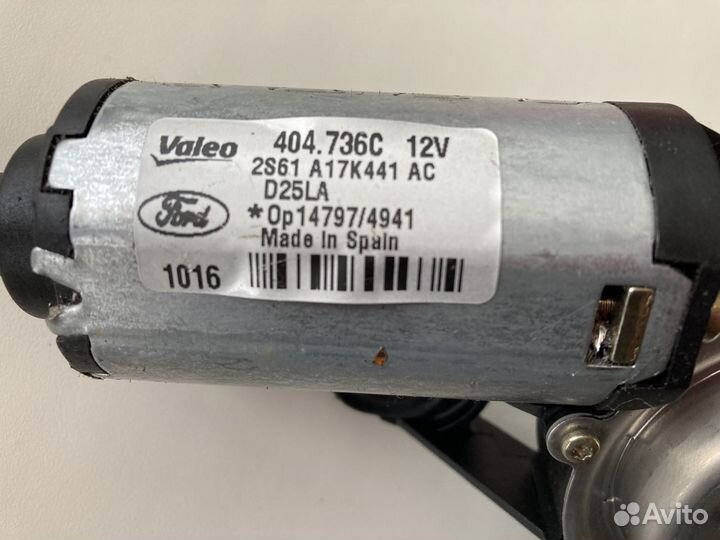 Valeo 404.736C 12V
2S61 A17K441 AC
D25LA
Ford
*Op14797/4941
Made in Spain
1016
Avito